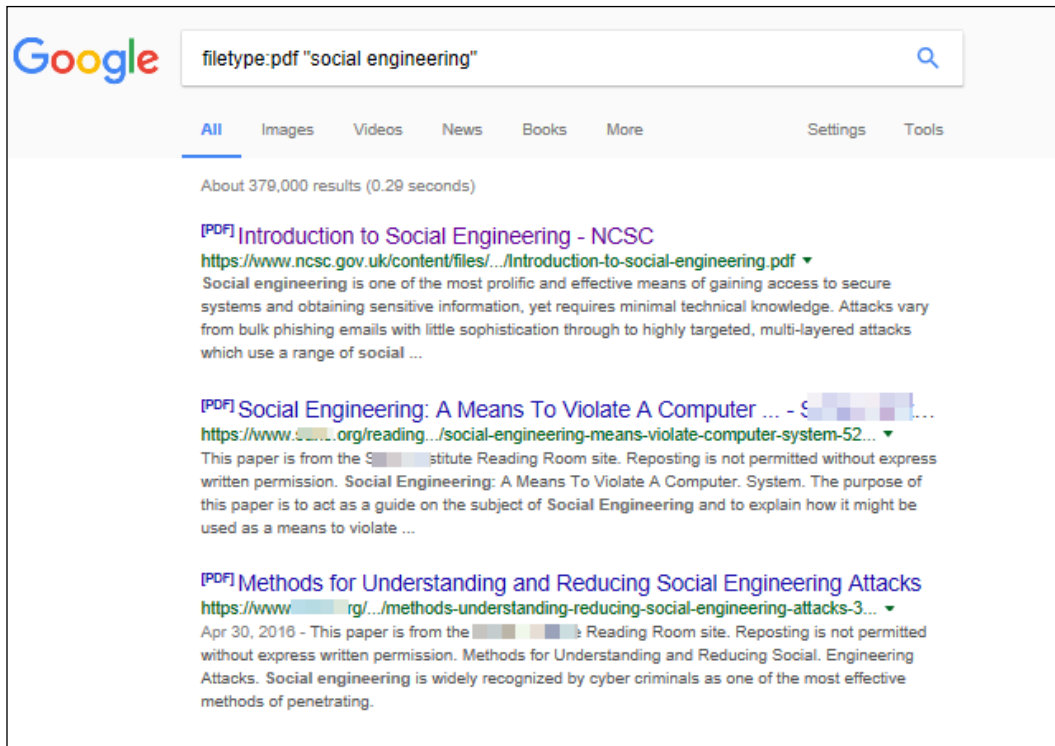 Google
filetype:pdf "social engineering"
All Images Videos News Books More Settings Tools
About 379,000 results (0.29 seconds)
[PDF] Introduction to Social Engineering - NCSC
https://www.ncsc.gov.uk/content/files/.../Introduction-to-social-engineering.pdf
Social engineering is one of the most prolific and effective means of gaining access to secure
systems and obtaining sensitive information, yet requires minimal technical knowledge. Attacks vary
from bulk phishing emails with little sophistication through to highly targeted, multi-layered attacks
which use a range of social ...
[PDF] Social Engineering: A Means To Violate A Computer ... - S ...
https://www. .org/reading.../social-engineering-means-violate-computer-system-52...
This paper is from the S stitute Reading Room site. Reposting is not permitted without express
written permission. Social Engineering: A Means To Violate A Computer. System. The purpose of
this paper is to act as a guide on the subject of Social Engineering and to explain how it might be
used as a means to violate ...
[PDF] Methods for Understanding and Reducing Social Engineering Attacks
https://www rg/.../methods-understanding-reducing-social-engineering-attacks-3...
Apr 30, 2016 - This paper is from the Reading Room site. Reposting is not permitted
without express written permission. Methods for Understanding and Reducing Social. Engineering
Attacks. Social engineering is widely recognized by cyber criminals as one of the most effective
methods of penetrating.